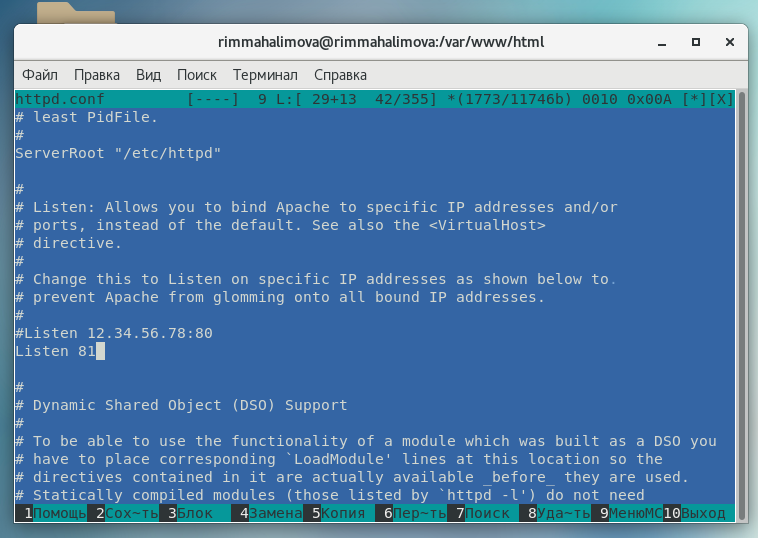 rimmahalimova@rimmahalimova:/var/www/html
Файл Правка Вид Поиск Терминал Справка
httpd.conf [----] 9 L:[ 29+13 42/355] *(1773/11746b) 0010 0x00A [*][X]
# least PidFile.
#
ServerRoot "/etc/httpd"
#
# Listen: Allows you to bind Apache to specific IP addresses and/or
# ports, instead of the default. See also the <VirtualHost>
# directive.
#
# Change this to Listen on specific IP addresses as shown below to.
# prevent Apache from glomming onto all bound IP addresses.
#
#Listen 12.34.56.78:80
Listen 81
#
# Dynamic Shared Object (DSO) Support
#
# To be able to use the functionality of a module which was built as a DSO you
# have to place corresponding `LoadModule' lines at this location so the
# directives contained in it are actually available _before_ they are used.
# Statically compiled modules (those listed by `httpd -l') do not need
1Помощь 2Сох~ть 3Блок 4Замена 5Копия 6Пер~ть 7Поиск 8Уда~ть 9МенюMC 10Выход